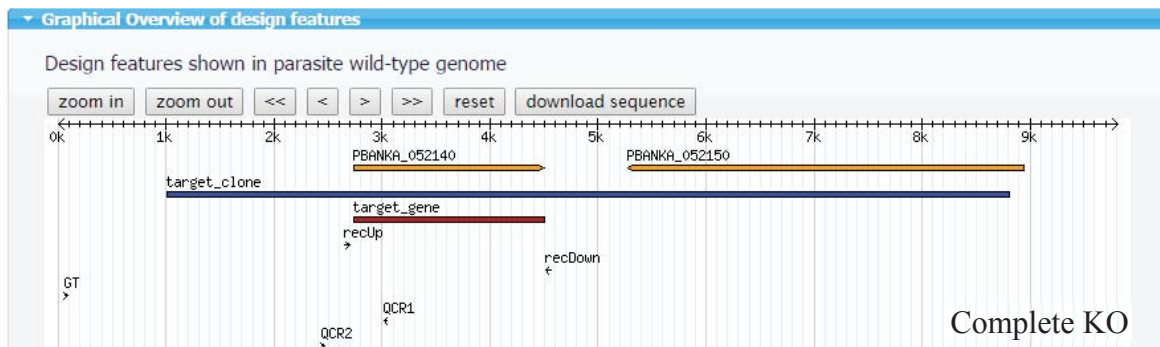 Graphical Overview of design features
Design features shown in parasite wild-type genome
zoom in zoom out << < > >> reset download sequence
0k 1k 2k 3k 4k 5k 6k 7k 8k 9k
PBANKA_052140 PBANKA_052150
target_clone
target_gene
recUp
recDown
GT
QCR1
QCR2
Complete KO